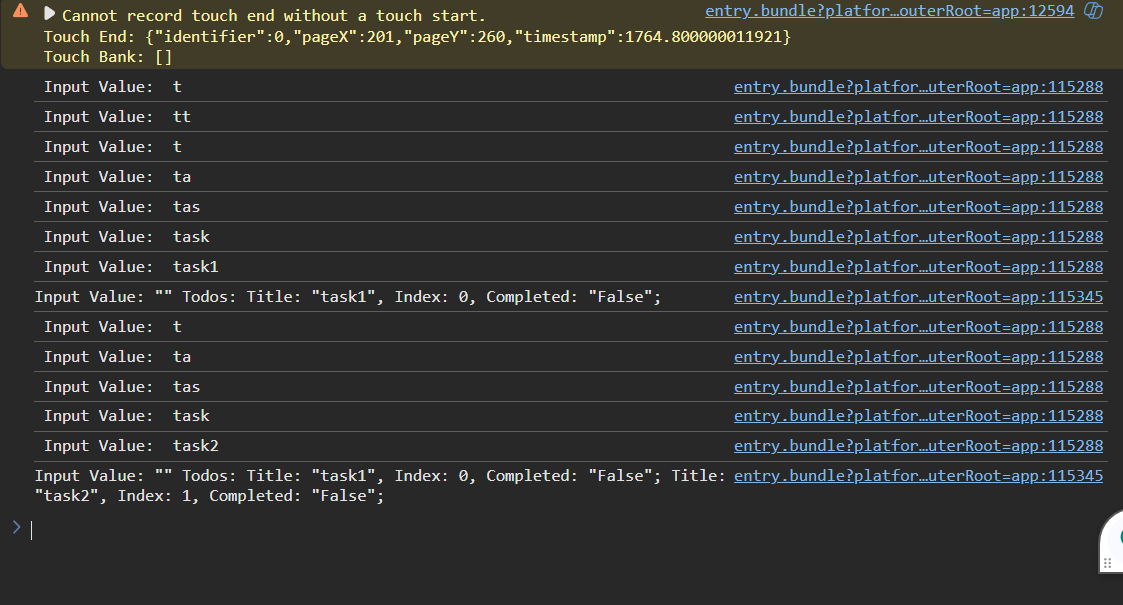 Cannot record touch end without a touch start. entry.bundle?platfor…outerRoot=app:12594
Touch End: {"identifier":0,"pageX":201,"pageY":260,"timestamp":1764.800000011921}
Touch Bank: []
Input Value:  t entry.bundle?platfor…uterRoot=app:115288
Input Value:  tt entry.bundle?platfor…uterRoot=app:115288
Input Value:  t entry.bundle?platfor…uterRoot=app:115288
Input Value:  ta entry.bundle?platfor…uterRoot=app:115288
Input Value:  tas entry.bundle?platfor…uterRoot=app:115288
Input Value:  task entry.bundle?platfor…uterRoot=app:115288
Input Value:  task1 entry.bundle?platfor…uterRoot=app:115288
Input Value: "" Todos: Title: "task1", Index: 0, Completed: "False"; entry.bundle?platfor…uterRoot=app:115345
Input Value:  t entry.bundle?platfor…uterRoot=app:115288
Input Value:  ta entry.bundle?platfor…uterRoot=app:115288
Input Value:  tas entry.bundle?platfor…uterRoot=app:115288
Input Value:  task entry.bundle?platfor…uterRoot=app:115288
Input Value:  task2 entry.bundle?platfor…uterRoot=app:115288
Input Value: "" Todos: Title: "task1", Index: 0, Completed: "False"; Title: entry.bundle?platfor…uterRoot=app:115345
"task2", Index: 1, Completed: "False";